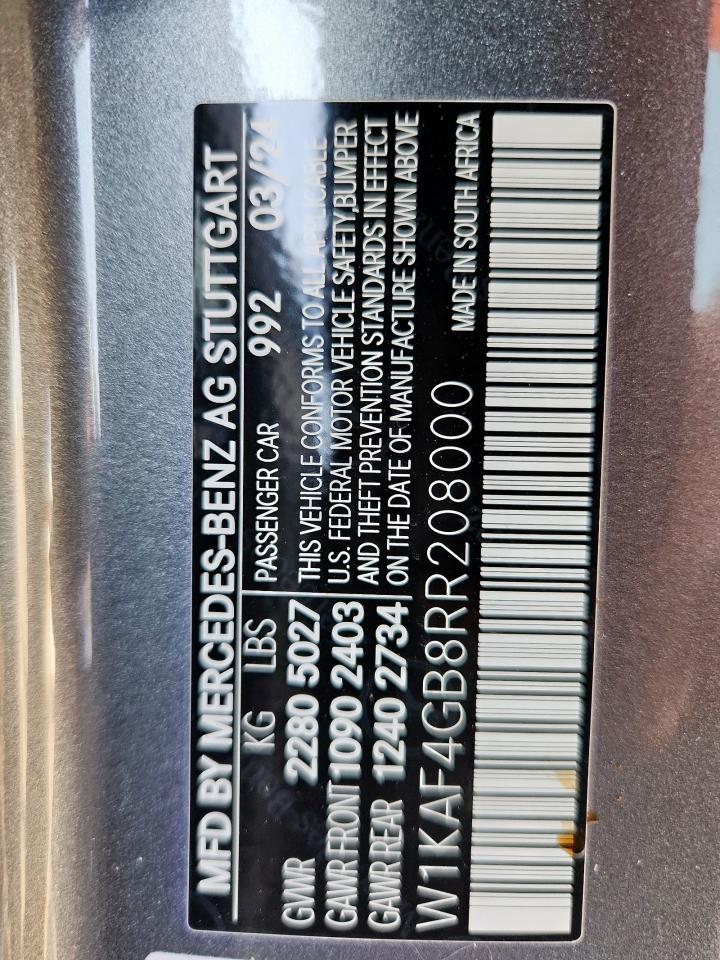 MFD BY MERCEDES-BENZ AG STUTTGART
KG LBS PASSENGER CAR 992 03/24
GWR 2280 5027 THIS VEHICLE CONFORMS TO ALL APPLICABLE
GAWR FRONT 1090 2403 U.S. FEDERAL MOTOR VEHICLE SAFETY, BUMPER
GAWR REAR 1240 2734 AND THEFT PREVENTION STANDARDS IN EFFECT
ON THE DATE OF MANUFACTURE SHOWN ABOVE
W1KAF4GB8RR208000 MADE IN SOUTH AFRICA